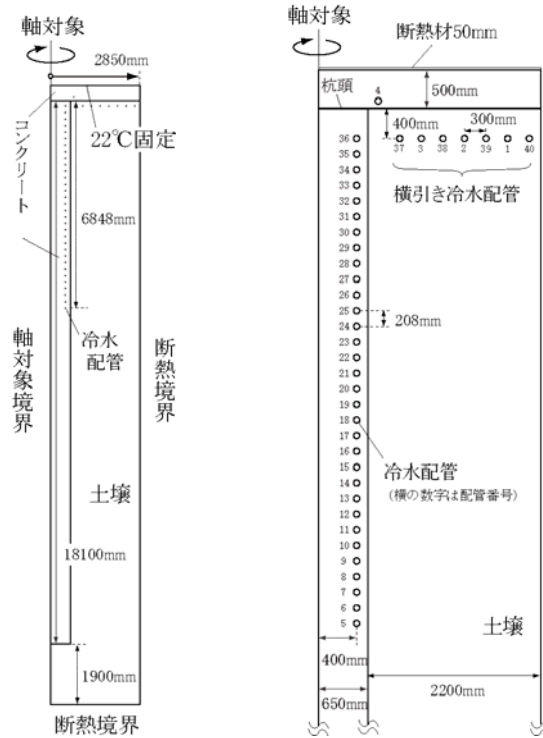 軸対象
2850mm
22℃固定
コンクリート
6848mm
冷水
配管
軸対象境界
断熱境界
土壌
18100mm
1900mm
断熱境界
軸対象
断熱材50mm
杭頭
4
500mm
400mm
300mm
37 3 38 2 39 1 40
横引き冷水配管
36
35
34
33
32
31
30
29
28
27
26
25
24
208mm
23
22
21
20
19
18
17
16
15
14
13
12
11
10
9
8
7
6
5
冷水配管
(横の数字は配管番号)
土壌
400mm
650mm
2200mm